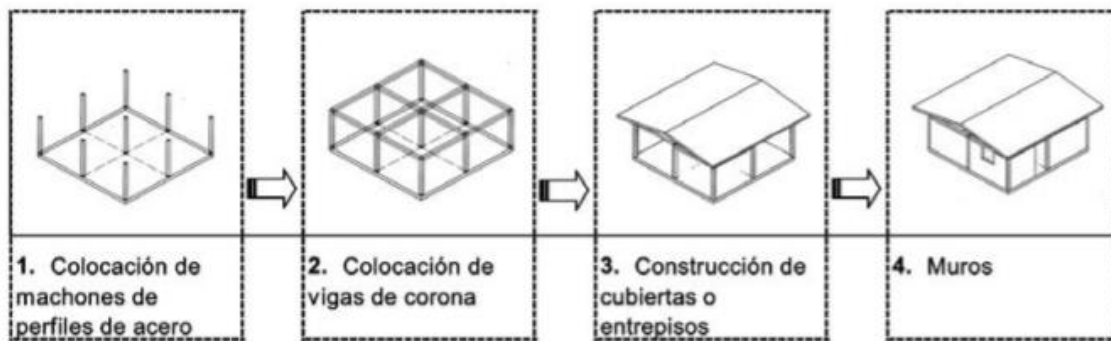 1. Colocación de
machones de
perfiles de acero
2. Colocación de
vigas de corona
3. Construcción de
cubiertas o
entrepisos
4. Muros